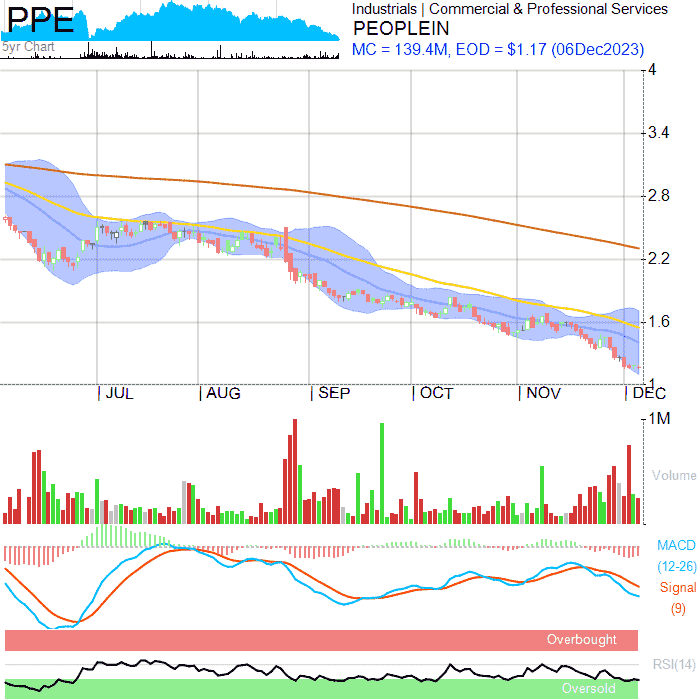 PPE
5yr Chart
Industrials | Commercial & Professional Services
PEOPLEIN
MC = 139.4M, EOD = $1.17 (06Dec2023)
4
3.4
2.8
2.2
1.6
1
JUL AUG SEP OCT NOV DEC
1M
Volume
MACD
(12-26)
Signal
(9)
Overbought
RSI(14)
Oversold